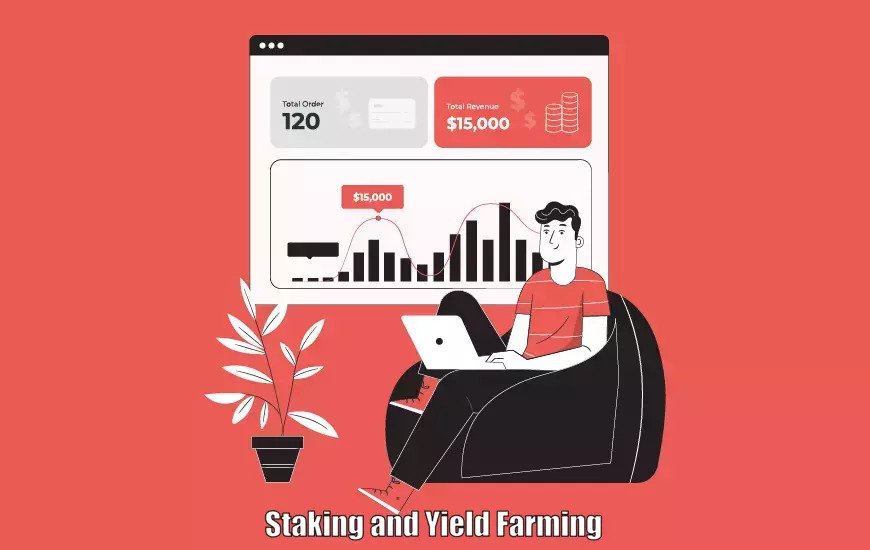 Total Order
120
Total Revenue
$15,000
$15,000
Staking and Yield Farming